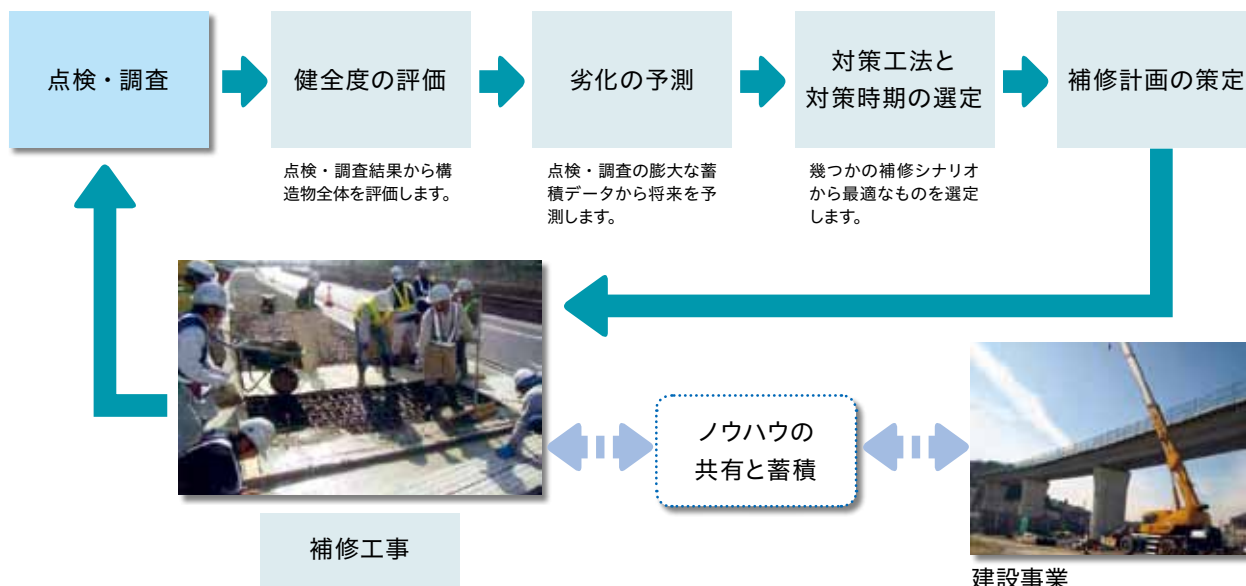 点検・調査
健全度の評価
劣化の予測
対策工法と
対策時期の選定
補修計画の策定
点検・調査結果から構
造物全体を評価します。
点検・調査の膨大な蓄
積データから将来を予
測します。
幾つかの補修シナリオ
から最適なものを選定
します。
ノウハウの
共有と蓄積
補修工事
建設事業